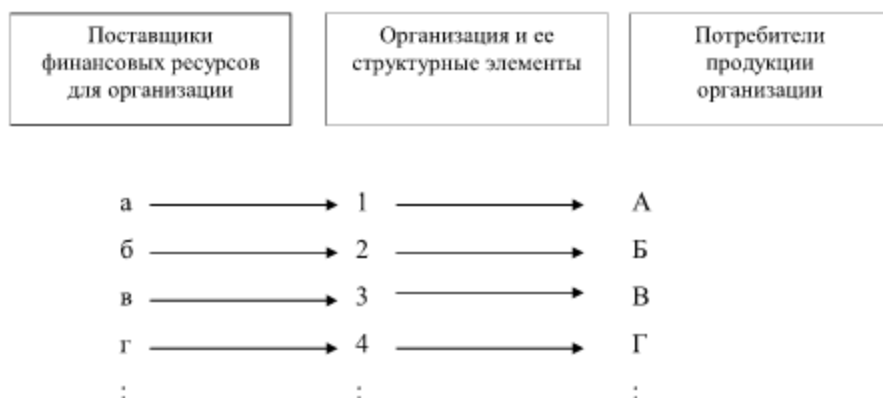 Поставщики
финансовых ресурсов
для организации
Организация и ее
структурные элементы
Потребители
продукции
организации
а 1 А
б 2 Б
в 3 В
г 4 Г
: : :